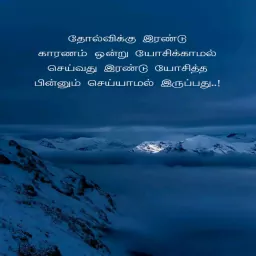 தோல்விக்கு இரண்டு
காரணம் ஒன்று யோசிக்காமல்
செய்வது இரண்டு யோசித்த
பின்னும் செய்யாமல் இருப்பது..!